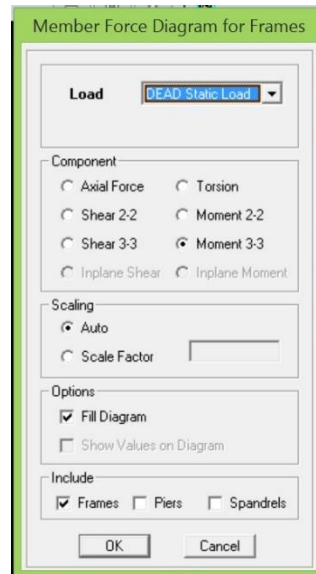 Member Force Diagram for Frames
Load DEAD Static Load
Component
Axial Force Torsion
Shear 2-2 Moment 2-2
Shear 3-3 Moment 3-3
Inplane Shear Inplane Moment
Scaling
Auto
Scale Factor
Options
Fill Diagram
Show Values on Diagram
Include
Frames Piers Spandrels
OK Cancel